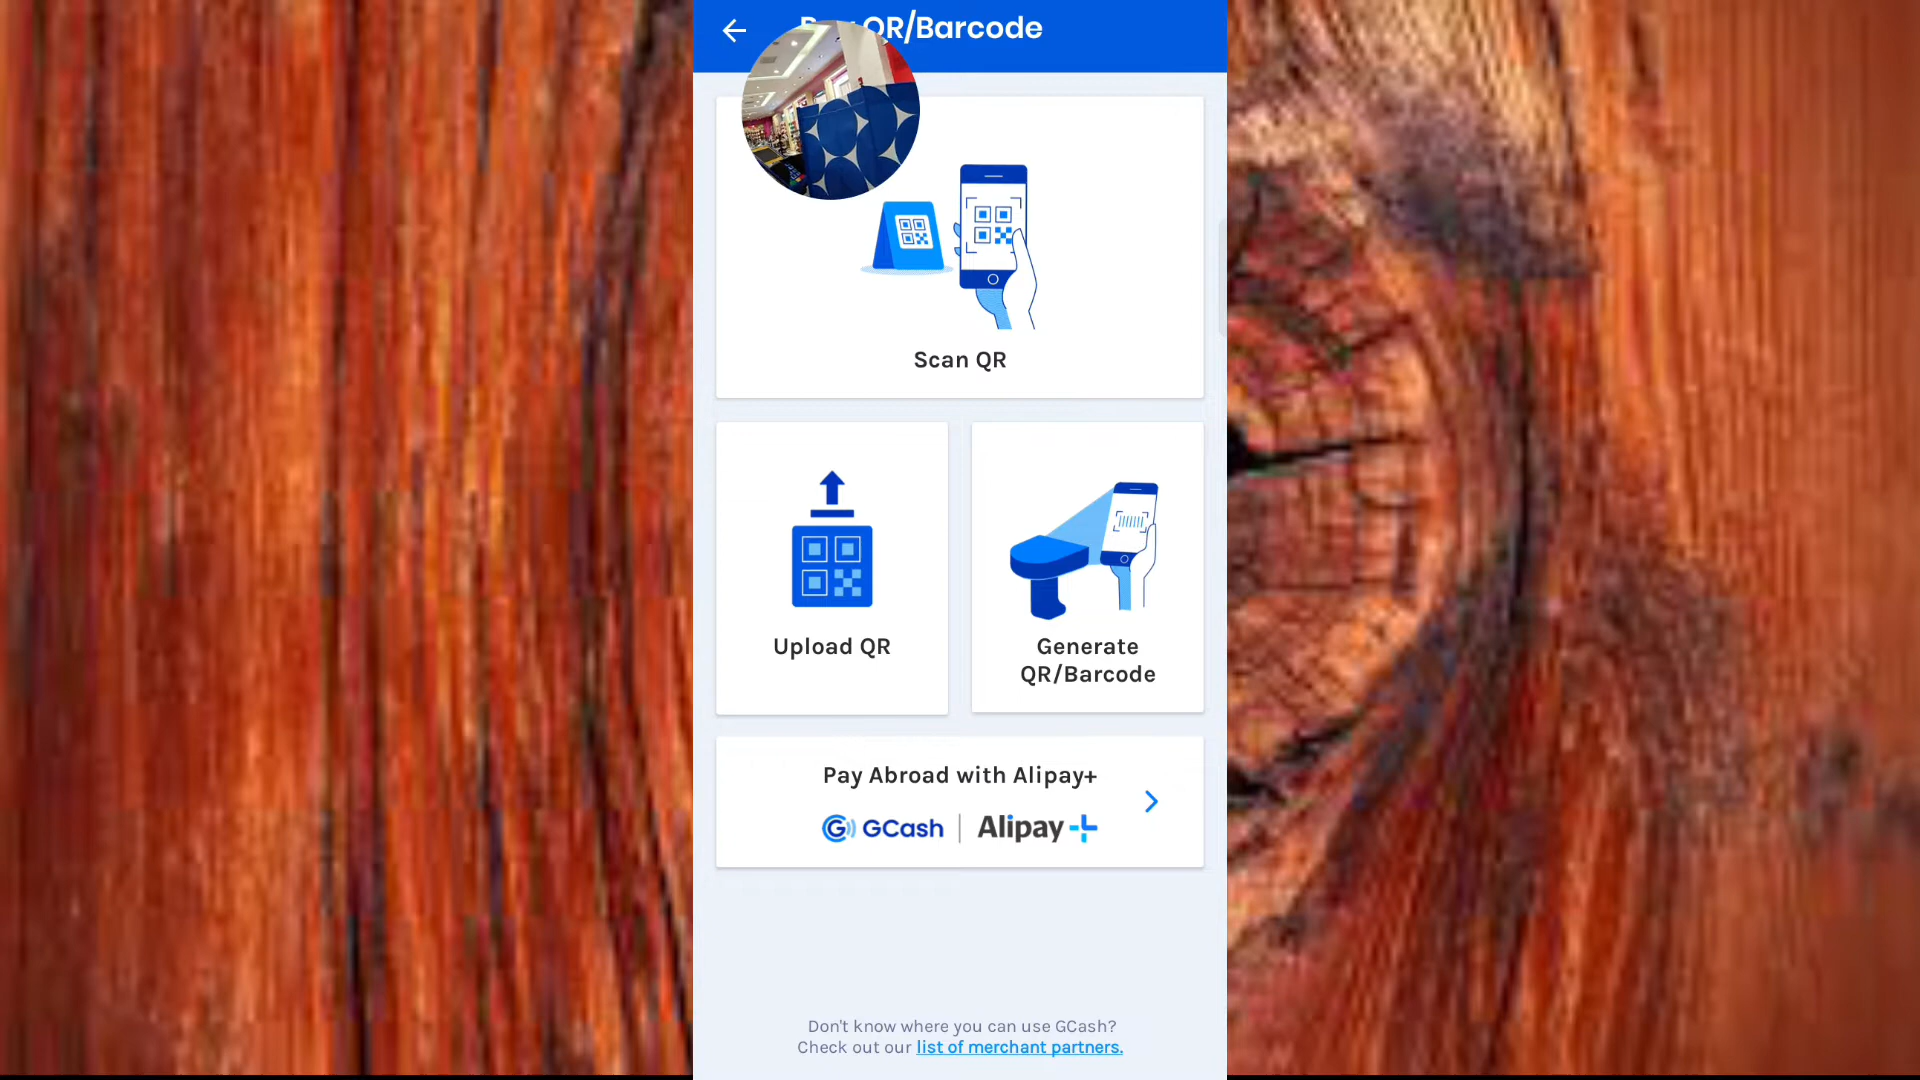 QR/Barcode
Scan QR
Upload QR
Generate
QR/Barcode
Pay Abroad with Alipay+
GCash | Alipay+
Don't know where you can use GCash?
Check out our list of merchant partners.